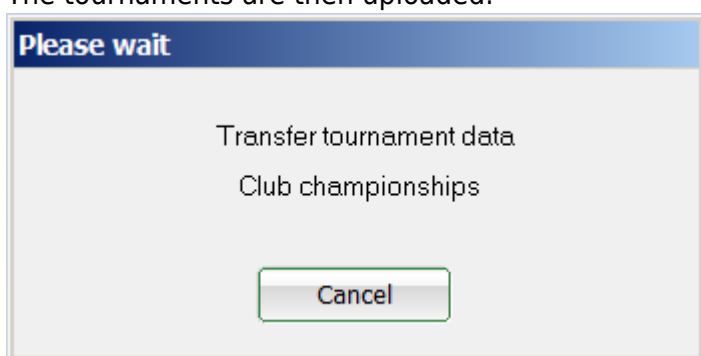 The tournaments are then uploaded:
Please wait
Transfer tournament data
Club championships
Cancel